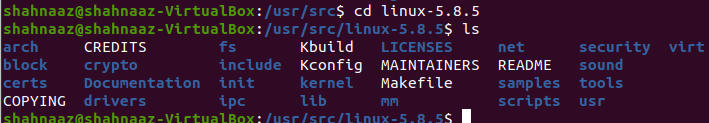 shahnaaz@shahnaaz-VirtualBox:/usr/src$ cd linux-5.8.5
shahnaaz@shahnaaz-VirtualBox:/usr/src/linux-5.8.5$ ls
arch CREDITS fs Kbuild LICENSES net security virt
block crypto include Kconfig MAINTAINERS README sound
certs Documentation init kernel Makefile samples tools
COPYING drivers ipc lib mm scripts usr
shahnaaz@shahnaaz-VirtualBox:/usr/src/linux-5.8.5$